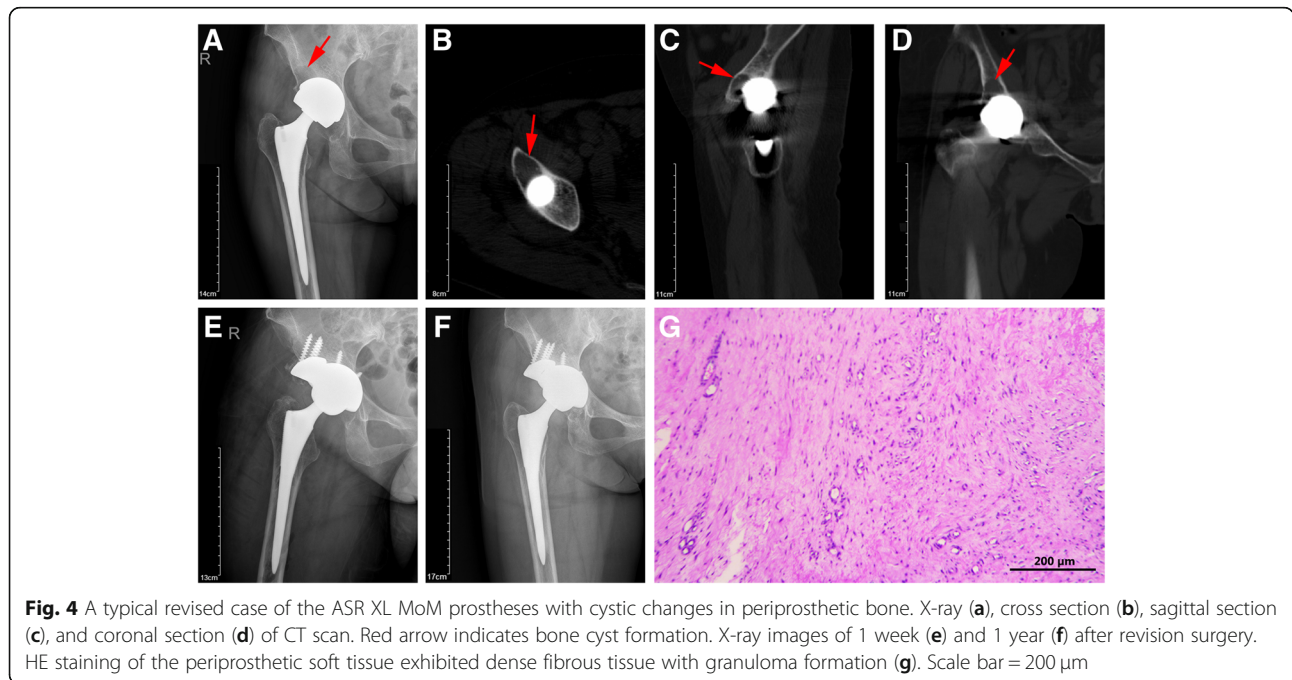 A
R
14cm
B
8cm
C
11cm
D
11cm
E
R
13cm
F
17cm
G
200 µm
Fig. 4 A typical revised case of the ASR XL MoM prostheses with cystic changes in periprosthetic bone. X-ray (a), cross section (b), sagittal section
(c), and coronal section (d) of CT scan. Red arrow indicates bone cyst formation. X-ray images of 1 week (e) and 1 year (f) after revision surgery.
HE staining of the periprosthetic soft tissue exhibited dense fibrous tissue with granuloma formation (g). Scale bar = 200 µm